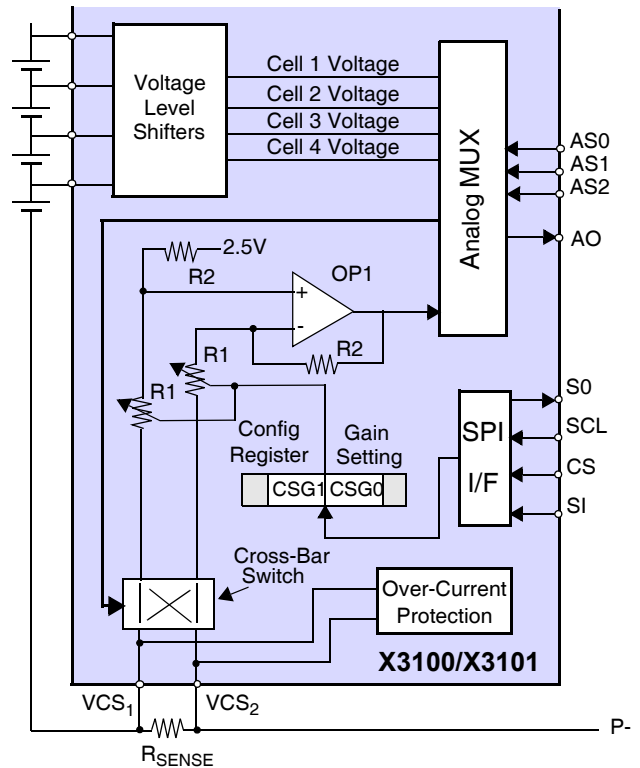 Voltage
Level
Shifters
Cell 1 Voltage
Cell 2 Voltage
Cell 3 Voltage
Cell 4 Voltage
Analog MUX
AS0
AS1
AS2
AO
2.5V
R2
OP1
+
-
R2
R1
R1
Config
Register
Gain
Setting
CSG1
CSG0
SPI
I/F
S0
SCL
CS
SI
Cross-Bar
Switch
Over-Current
Protection
X3100/X3101
VCS1
VCS2
RSENSE
P-